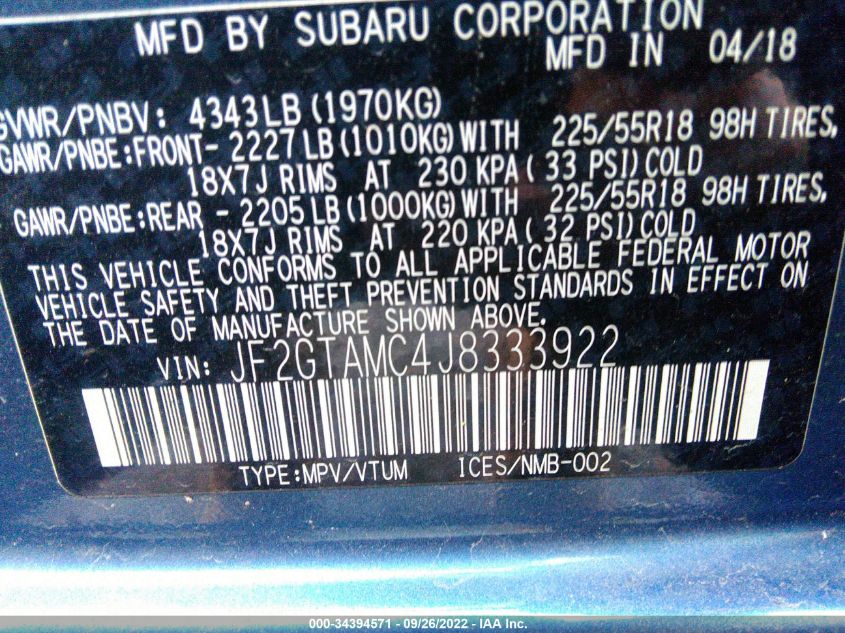 MFD BY SUBARU CORPORATION
MFD IN 04/18
GVWR/PNBV: 4343LB (1970KG)
GAWR/PNBE:FRONT- 2227 LB (1010KG) WITH 225/55R18 98H TIRES,
18X7J RIMS AT 230 KPA ( 33 PSI) COLD
GAWR/PNBE:REAR - 2205 LB (1000KG) WITH 225/55R18 98H TIRES,
18X7J RIMS AT 220 KPA ( 32 PSI) COLD
THIS VEHICLE CONFORMS TO ALL APPLICABLE FEDERAL MOTOR
VEHICLE SAFETY AND THEFT PREVENTION STANDARDS IN EFFECT ON
THE DATE OF MANUFACTURE SHOWN ABOVE.
VIN: JF2GTAMC4J8333922
TYPE:MPV/VTUM ICES/NMB-002
000-34394571 - 09/26/2022 - IAA Inc.